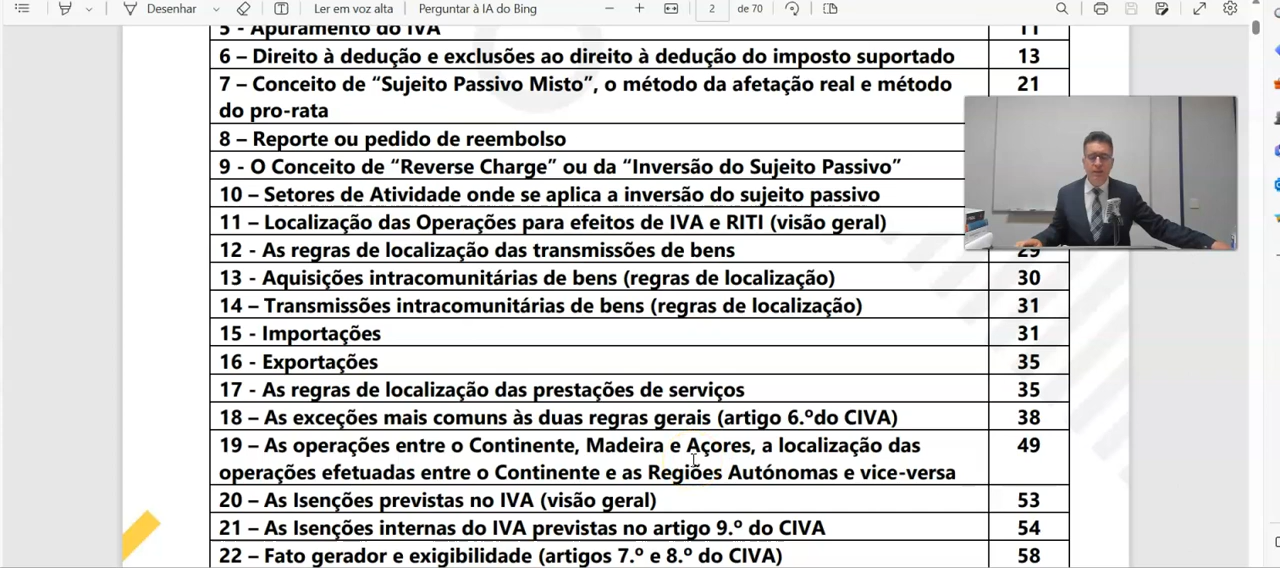 Desenhar
Ler em voz alta
Perguntar à IA do Bing
2
de 70
5 - Apuramento do IVA 11
6 – Direito à dedução e exclusões ao direito à dedução do imposto suportado 13
7 – Conceito de “Sujeito Passivo Misto”, o método da afetação real e método 21
do pro-rata
8 – Reporte ou pedido de reembolso
9 - O Conceito de “Reverse Charge” ou da “Inversão do Sujeito Passivo”
10 – Setores de Atividade onde se aplica a inversão do sujeito passivo
11 – Localização das Operações para efeitos de IVA e RITI (visão geral)
12 – As regras de localização das transmissões de bens 29
13 - Aquisições intracomunitárias de bens (regras de localização) 30
14 – Transmissões intracomunitárias de bens (regras de localização) 31
15 - Importações 31
16 - Exportações 35
17 - As regras de localização das prestações de serviços 35
18 – As exceções mais comuns às duas regras gerais (artigo 6.ºdo CIVA) 38
19 – As operações entre o Continente, Madeira e Açores, a localização das 49
operações efetuadas entre o Continente e as Regiões Autónomas e vice-versa
20 – As Isenções previstas no IVA (visão geral) 53
21 – As Isenções internas do IVA previstas no artigo 9.º do CIVA 54
22 – Fato gerador e exigibilidade (artigos 7.º e 8.º do CIVA) 58